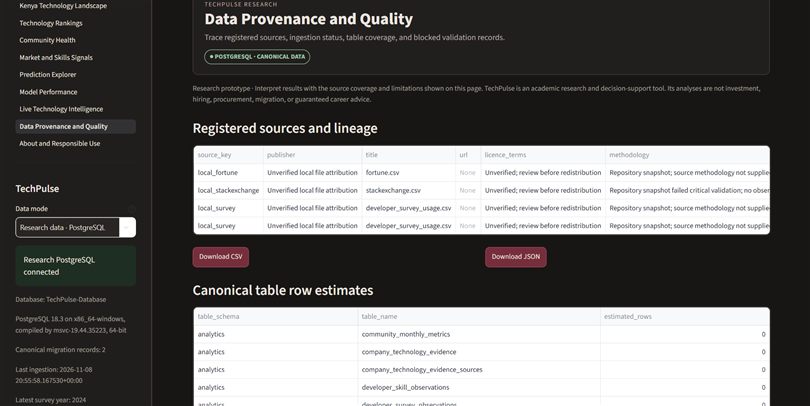 Kenya Technology Landscape
Technology Rankings
Community Health
Market and Skills Signals
Prediction Explorer
Model Performance
Live Technology Intelligence
Data Provenance and Quality
About and Responsible Use
TechPulse
Data mode
Research data · PostgreSQL
Research PostgreSQL
connected
Database: TechPulse-Database
PostgreSQL 18.3 on x86_64-windows,
compiled by msvc-19.44.35223, 64-bit
Canonical migration records: 2
Last ingestion: 2026-11-08
20:55:58.167530+00:00
Latest survey year: 2024
TECHPULSE RESEARCH
Data Provenance and Quality
Trace registered sources, ingestion status, table coverage, and blocked validation records.
POSTGRESQL · CANONICAL DATA
Research prototype · Interpret results with the source coverage and limitations shown on this page. TechPulse is an academic research and decision-support tool. Its analyses are not investment,
hiring, procurement, migration, or guaranteed career advice.
Registered sources and lineage
source_key publisher title url licence_terms methodology
local_fortune Unverified local file attribution fortune.csv None Unverified; review before redistribution Repository snapshot; source methodology not supplie
local_stackexchange Unverified local file attribution stackexchange.csv None Unverified; review before redistribution Repository snapshot failed critical validation; no obser
local_survey Unverified local file attribution developer_survey_usage.csv None Unverified; review before redistribution Repository snapshot; source methodology not supplie
local_survey Unverified local file attribution developer_survey_usage.csv None Unverified; review before redistribution Repository snapshot; source methodology not supplie
Download CSV Download JSON
Canonical table row estimates
table_schema table_name estimated_rows
analytics community_monthly_metrics 0
analytics company_technology_evidence 0
analytics company_technology_evidence_sources 0
analytics developer_skill_observations 0
analytics developer_survey_observations 0